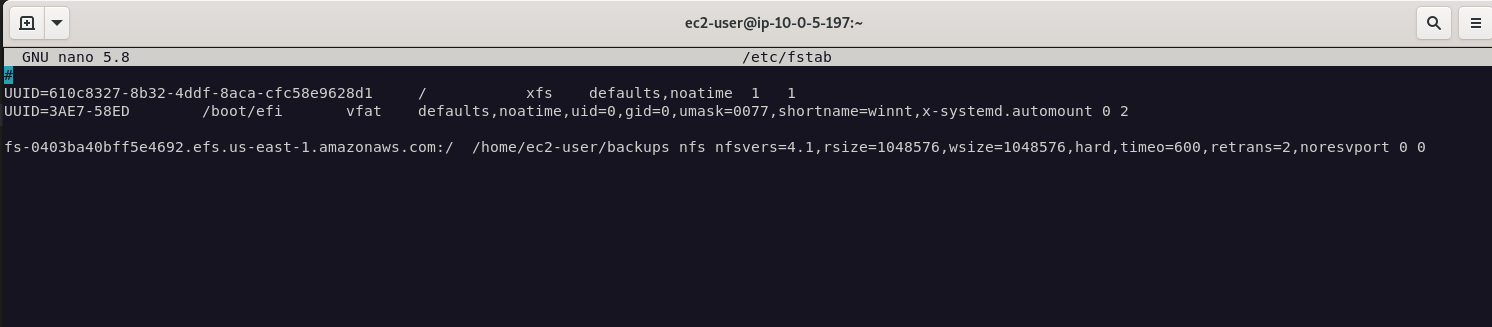 ec2-user@ip-10-0-5-197:~
GNU nano 5.8 /etc/fstab
#
UUID=610c8327-8b32-4ddf-8aca-cfc58e9628d1 / xfs defaults,noatime 1 1
UUID=3AE7-58ED /boot/efi vfat defaults,noatime,uid=0,gid=0,umask=0077,shortname=winnt,x-systemd.automount 0 2
fs-0403ba40bff5e4692.efs.us-east-1.amazonaws.com:/ /home/ec2-user/backups nfs nfsvers=4.1,rsize=1048576,wsize=1048576,hard,timeo=600,retrans=2,noresvport 0 0